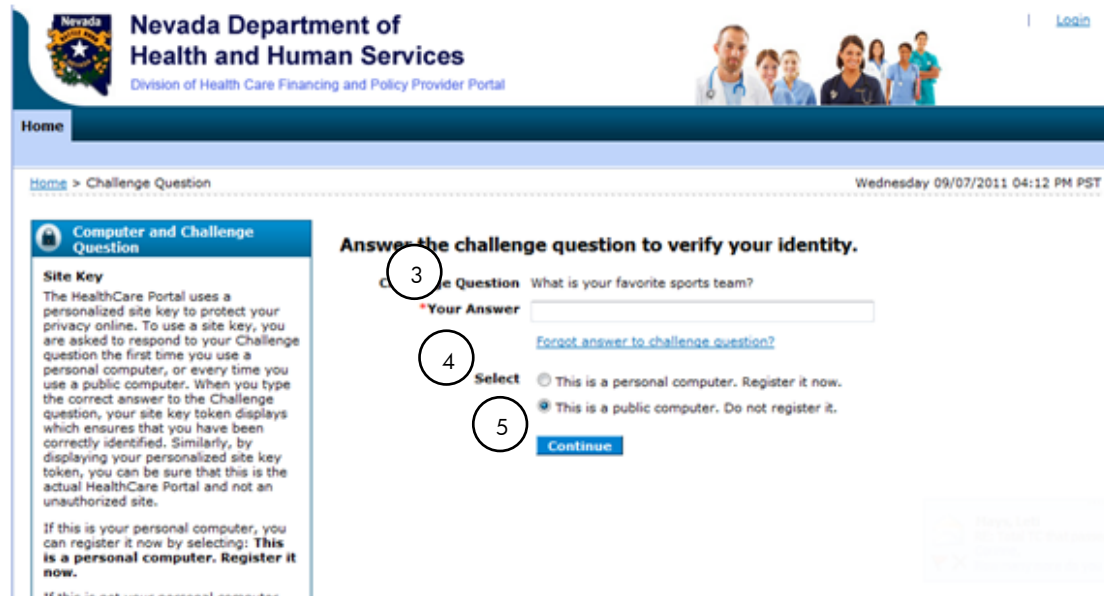 Nevada
Nevada Department of
Health and Human Services
Division of Health Care Financing and Policy Provider Portal
| Login
Home
Home > Challenge Question
Wednesday 09/07/2011 04:12 PM PST
Computer and Challenge
Question
Site Key
The HealthCare Portal uses a
personalized site key to protect your
privacy online. To use a site key, you
are asked to respond to your Challenge
question the first time you use a
personal computer, or every time you
use a public computer. When you type
the correct answer to the Challenge
question, your site key token displays
which ensures that you have been
correctly identified. Similarly, by
displaying your personalized site key
token, you can be sure that this is the
actual HealthCare Portal and not an
unauthorized site.
If this is your personal computer, you
can register it now by selecting: This
is a personal computer. Register it
now.
If this is not your personal computer
Answer the challenge question to verify your identity.
3
Question What is your favorite sports team?
*Your Answer
Forgot answer to challenge question?
4
Select This is a personal computer. Register it now.
This is a public computer. Do not register it.
5
Continue